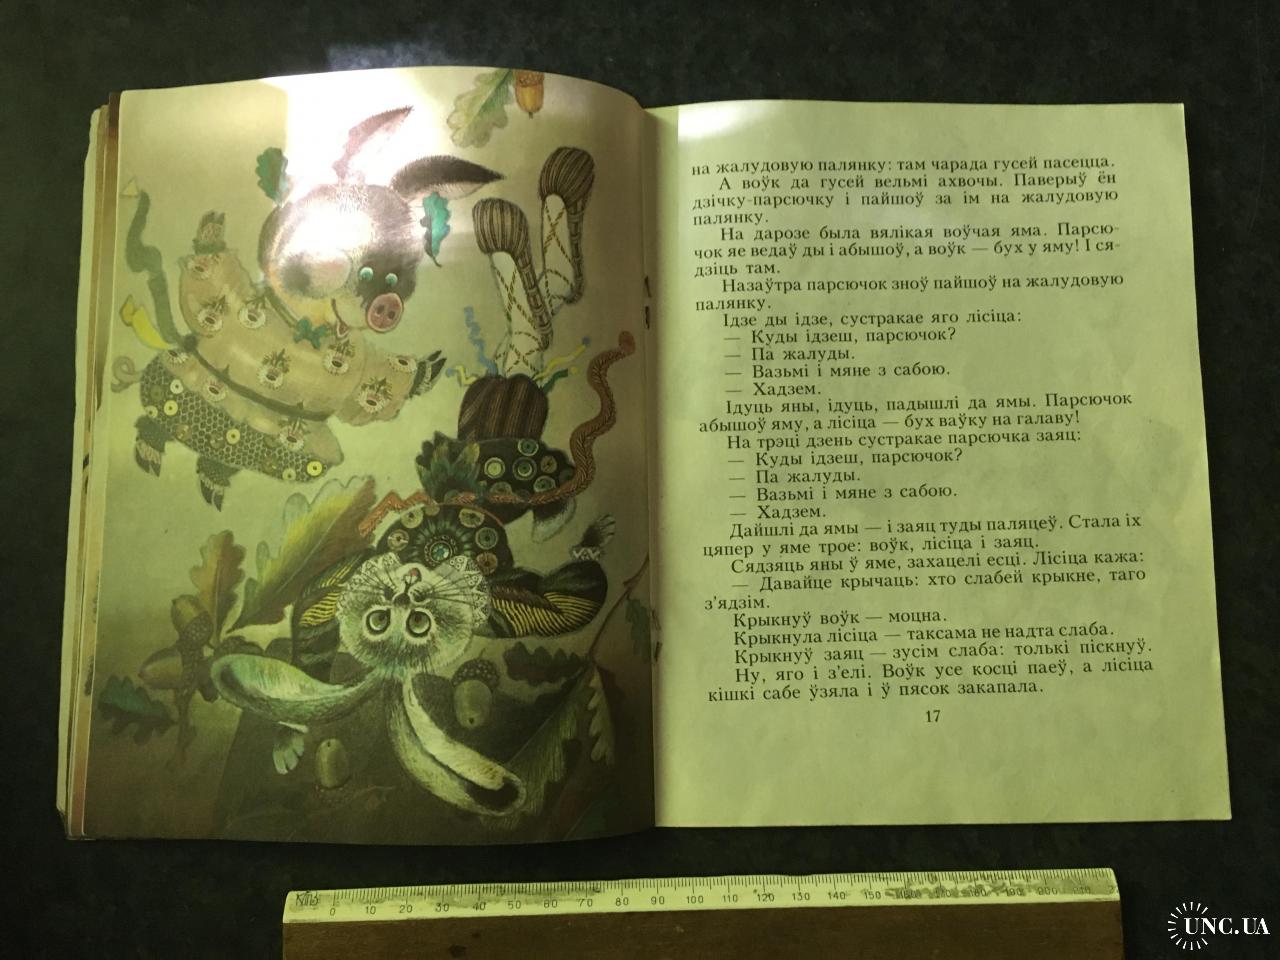 на жалудовую палянку: там чарада гусей пасецца.
А воўк да гусей вельмі ахвочы. Паверыў ён
дзічку-парсючку і пайшоў за ім на жалудовую
палянку.
На дарозе была вялікая воўчая яма. Парсю-
чок яе ведаў ды і абышоў, а воўк — бух у яму! І ся-
дзіць там.
Назаўтра парсючок зноў пайшоў на жалудовую
палянку.
Ідзе ды ідзе, сустракае яго лісіца:
— Куды ідзеш, парсючок?
— Па жалуды.
— Вазьмі і мяне з сабою.
— Хадзем.
Ідуць яны, ідуць, падышлі да ямы. Парсючок
абышоў яму, а лісіца — бух ваўку на галаву!
На трэці дзень сустракае парсючка заяц:
— Куды ідзеш, парсючок?
— Па жалуды.
— Вазьмі і мяне з сабою.
— Хадзем.
Дайшлі да ямы — і заяц туды паляцеў. Стала іх
цяпер у яме трое: воўк, лісіца і заяц.
Сядзяць яны ў яме, захацелі есці. Лісіца кажа:
— Давайце крычаць: хто слабей крыкне, таго
з'ядзім.
Крыкнуў воўк — моцна.
Крыкнула лісіца — таксама не надта слаба.
Крыкнуў заяц — зусім слаба: толькі піскнуў.
Ну, яго і з'елі. Воўк усе косці паеў, а лісіца
кішкі сабе ўзяла і ў пясок закапала.
17
0 10 20 30 40 50 60 70 80 90 100 110 120 130 140 150 160 170 180 190 200 210
UNC.UA